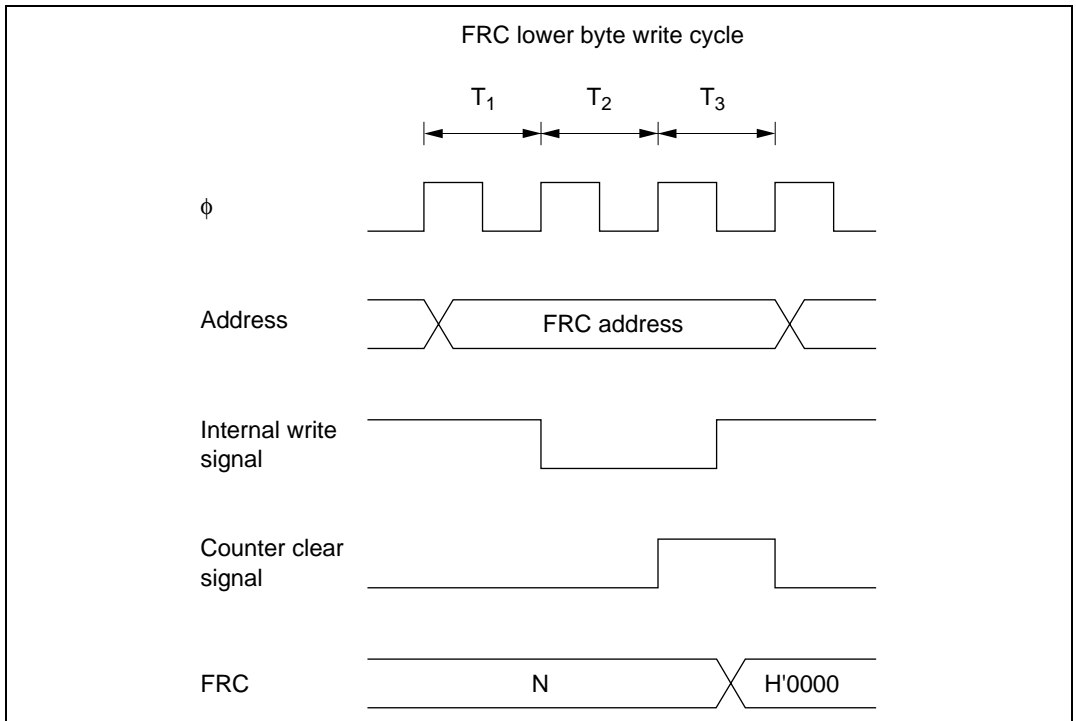 FRC lower byte write cycle
T1 T2 T3
ϕ
Address
FRC address
Internal write
signal
Counter clear
signal
FRC
N
H'0000